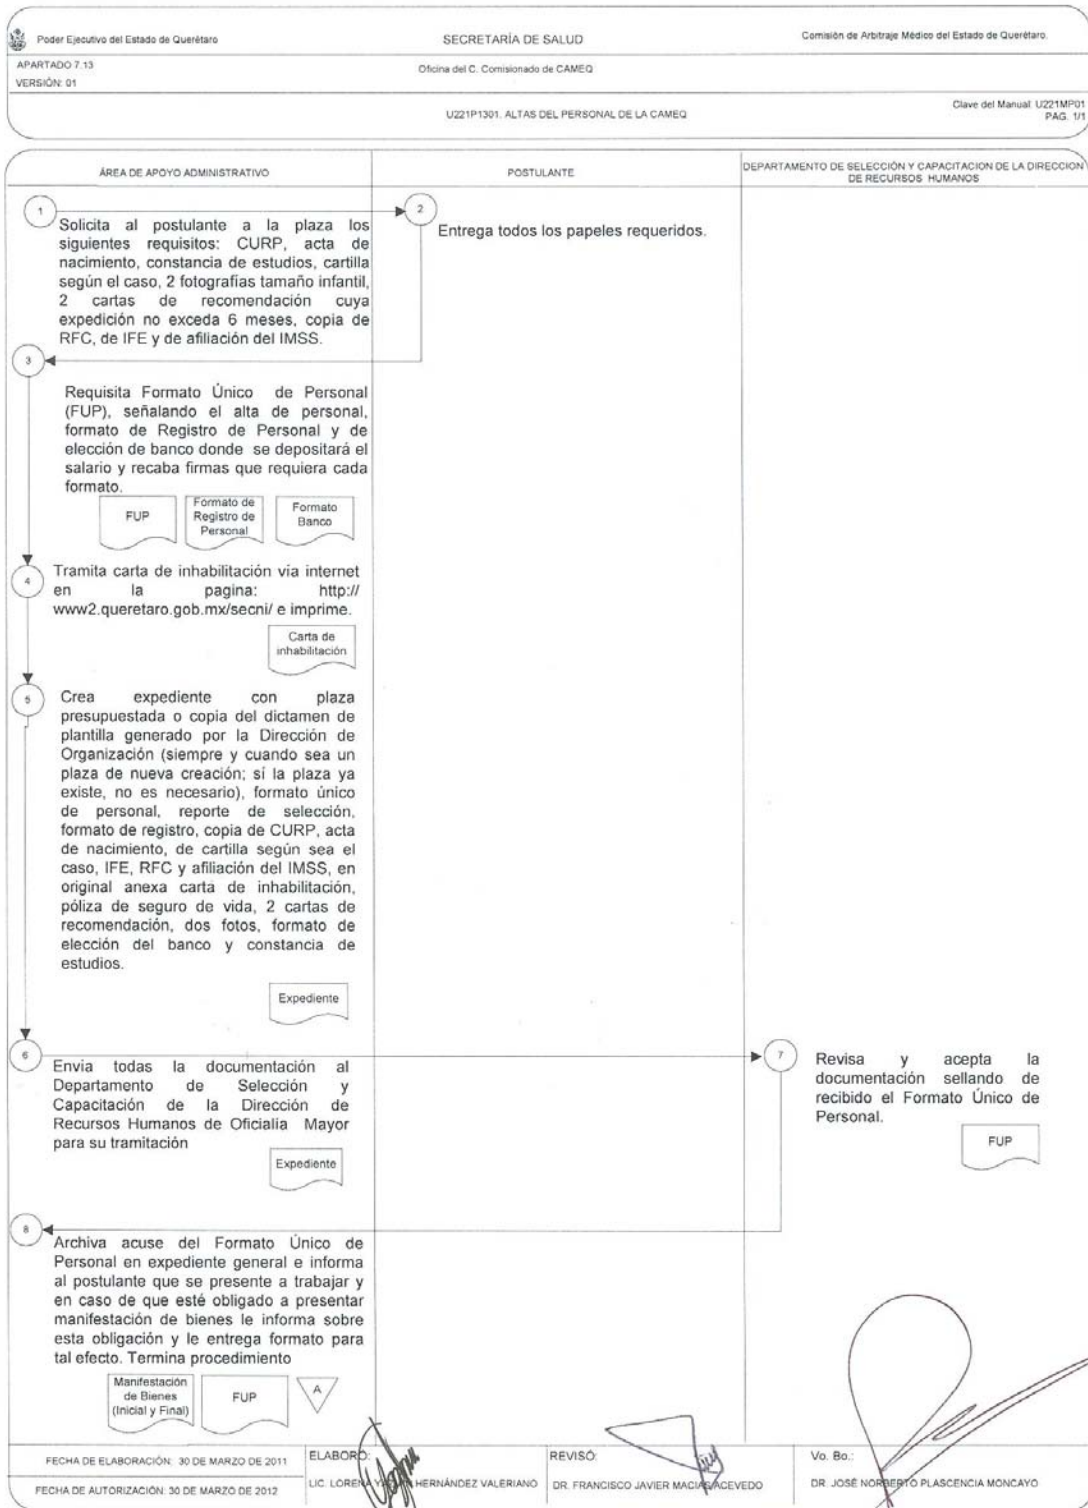 Poder Ejecutivo del Estado de Querétaro
SECRETARÍA DE SALUD
Comisión de Arbitraje Médico del Estado de Querétaro.
APARTADO 7.13
VERSIÓN: 01
Oficina del C. Comisionado de CAMEQ
U221P1301. ALTAS DEL PERSONAL DE LA CAMEQ
Clave del Manual: U221MP01
PAG. 1/1
ÁREA DE APOYO ADMINISTRATIVO
POSTULANTE
DEPARTAMENTO DE SELECCIÓN Y CAPACITACION DE LA DIRECCION
DE RECURSOS HUMANOS
1
Solicita al postulante a la plaza los
siguientes requisitos: CURP, acta de
nacimiento, constancia de estudios, cartilla
según el caso, 2 fotografías tamaño infantil,
2 cartas de recomendación cuya
expedición no exceda 6 meses, copia de
RFC, de IFE y de afiliación del IMSS.
2
Entrega todos los papeles requeridos.
3
Requisita Formato Único de Personal
(FUP), señalando el alta de personal,
formato de Registro de Personal y de
elección de banco donde se depositará el
salario y recaba firmas que requiera cada
formato.
FUP
Formato de
Registro de
Personal
Formato
Banco
4
Tramita carta de inhabilitación vía internet
en la pagina: http://
www2.queretaro.gob.mx/secni/ e imprime.
Carta de
inhabilitación
5
Crea expediente con plaza
presupuestada o copia del dictamen de
plantilla generado por la Dirección de
Organización (siempre y cuando sea un
plaza de nueva creación; sí la plaza ya
existe, no es necesario), formato único
de personal, reporte de selección,
formato de registro, copia de CURP, acta
de nacimiento, de cartilla según sea el
caso, IFE, RFC y afiliación del IMSS, en
original anexa carta de inhabilitación,
póliza de seguro de vida, 2 cartas de
recomendación, dos fotos, formato de
elección del banco y constancia de
estudios.
Expediente
6
Envia todas la documentación al
Departamento de Selección y
Capacitación de la Dirección de
Recursos Humanos de Oficialía Mayor
para su tramitación
Expediente
7
Revisa y acepta la
documentación sellando de
recibido el Formato Único de
Personal.
FUP
8
Archiva acuse del Formato Único de
Personal en expediente general e informa
al postulante que se presente a trabajar y
en caso de que esté obligado a presentar
manifestación de bienes le informa sobre
esta obligación y le entrega formato para
tal efecto. Termina procedimiento
Manifestación
de Bienes
(Inicial y Final)
FUP
A
FECHA DE ELABORACIÓN: 30 DE MARZO DE 2011
FECHA DE AUTORIZACIÓN: 30 DE MARZO DE 2012
ELABORÓ:
LIC. LORENA HERNÁNDEZ VALERIANO
REVISÓ:
DR. FRANCISCO JAVIER MACIAS ACEVEDO
Vo. Bo.:
DR. JOSÉ NORBERTO PLASCENCIA MONCAYO